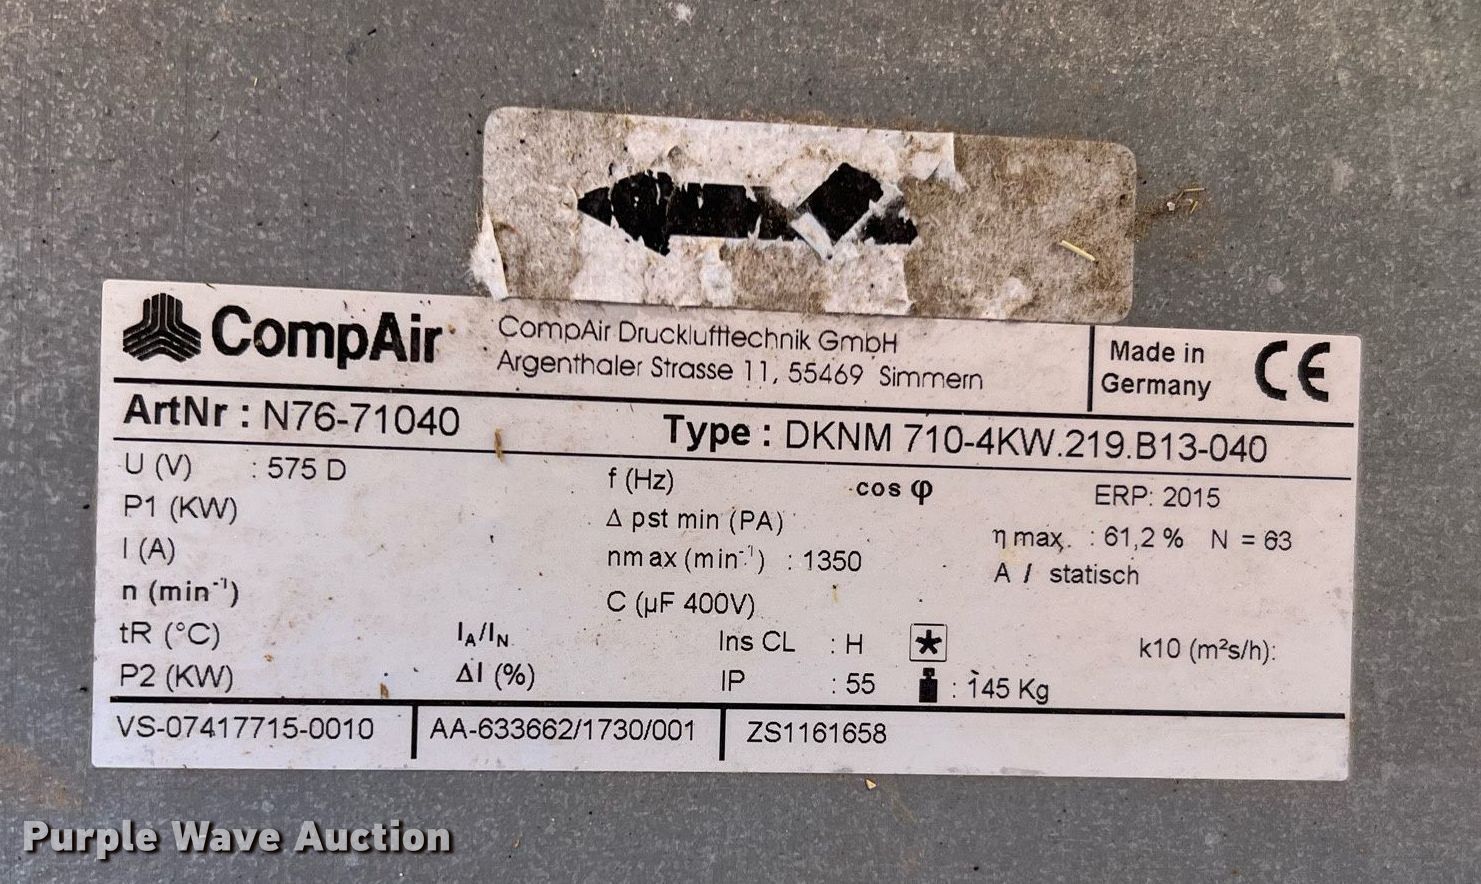 CompAir
CompAir Drucklufttechnik GmbH
Argenthaler Strasse 11, 55469 Simmern
Made in
Germany
CE
ArtNr : N76-71040 Type : DKNM 710-4KW.219.B13-040
U (V) : 575 D f (Hz) cos φ ERP: 2015
P1 (KW) Δ pst min (PA) η max. : 61,2 % N = 63
I (A) nmax (min⁻¹) : 1350 A / statisch
n (min⁻¹) C (µF 400V)
tR (°C) IA/IN Ins CL : H k10 (m²s/h):
P2 (KW) ΔI (%) IP : 55 : 145 Kg
VS-07417715-0010 AA-633662/1730/001 ZS1161658
Purple Wave Auction